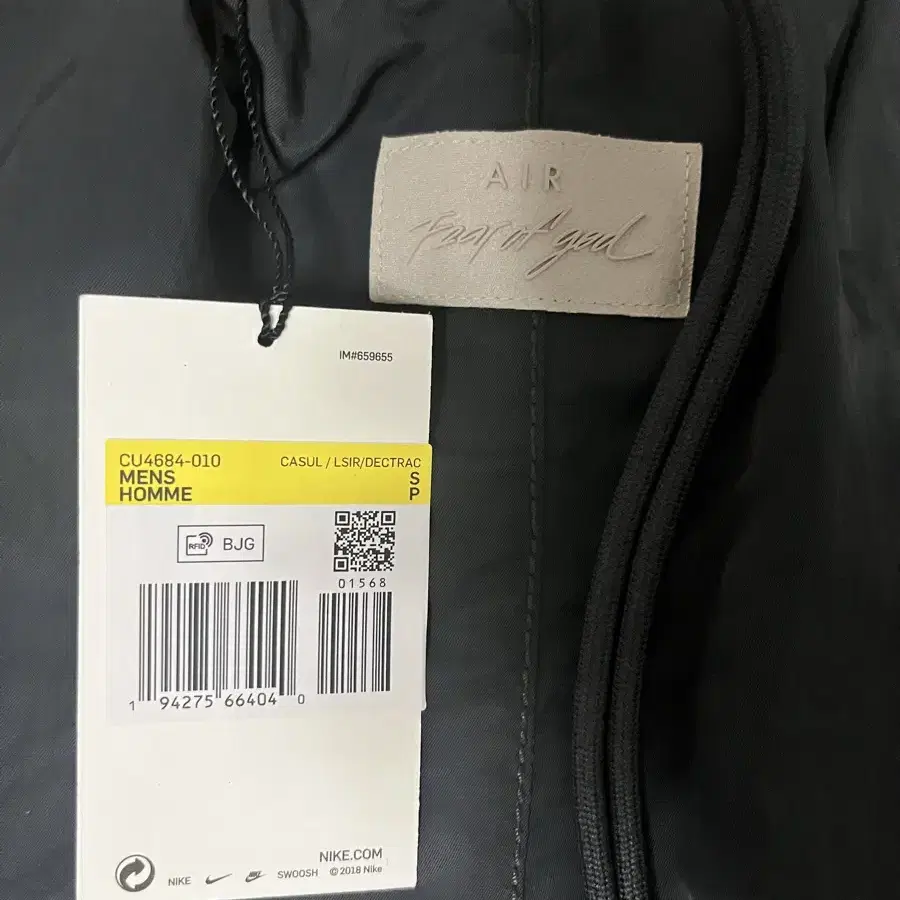 AIR
Fear of god
IM#659655
CU4684-010 CASUL / LSIR/DECTRAC
MENS S
HOMME P
RFID BJG
01568
1 94275 66404 0
NIKE.COM
NIKE SWOOSH © 2018 Nike